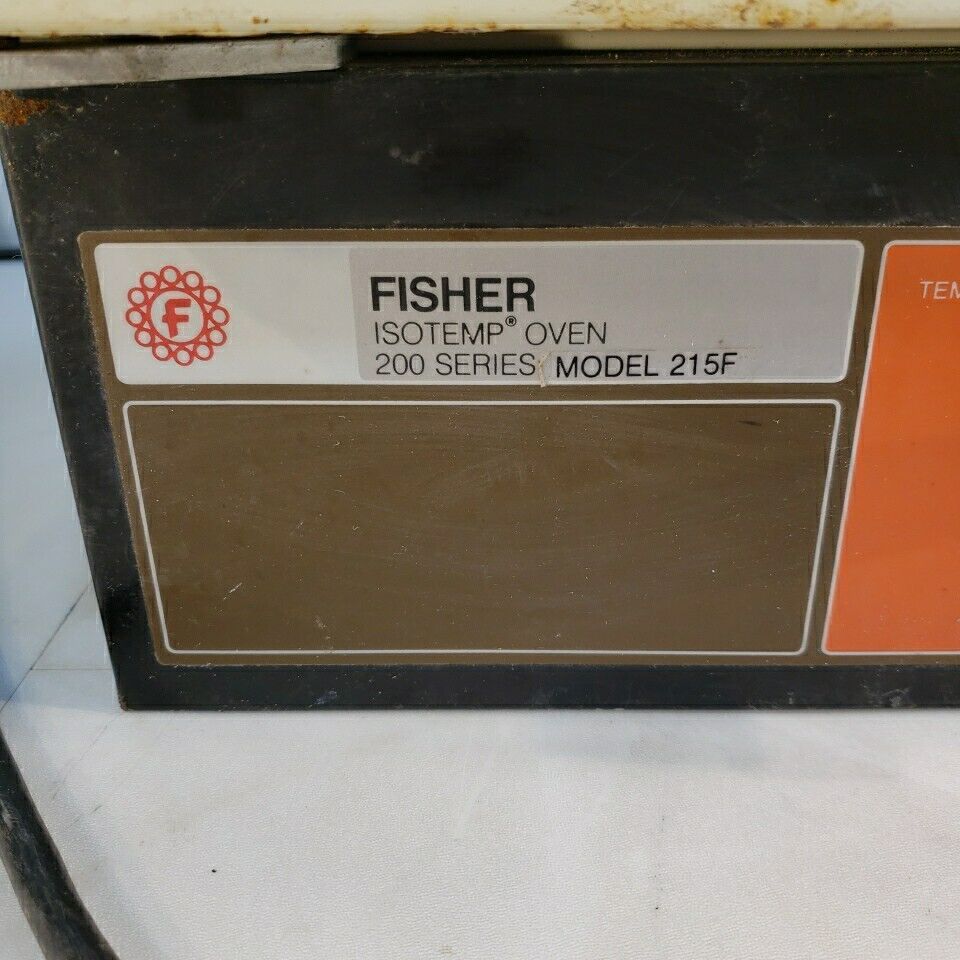 F
FISHER
ISOTEMP® OVEN
200 SERIES MODEL 215F
TEM